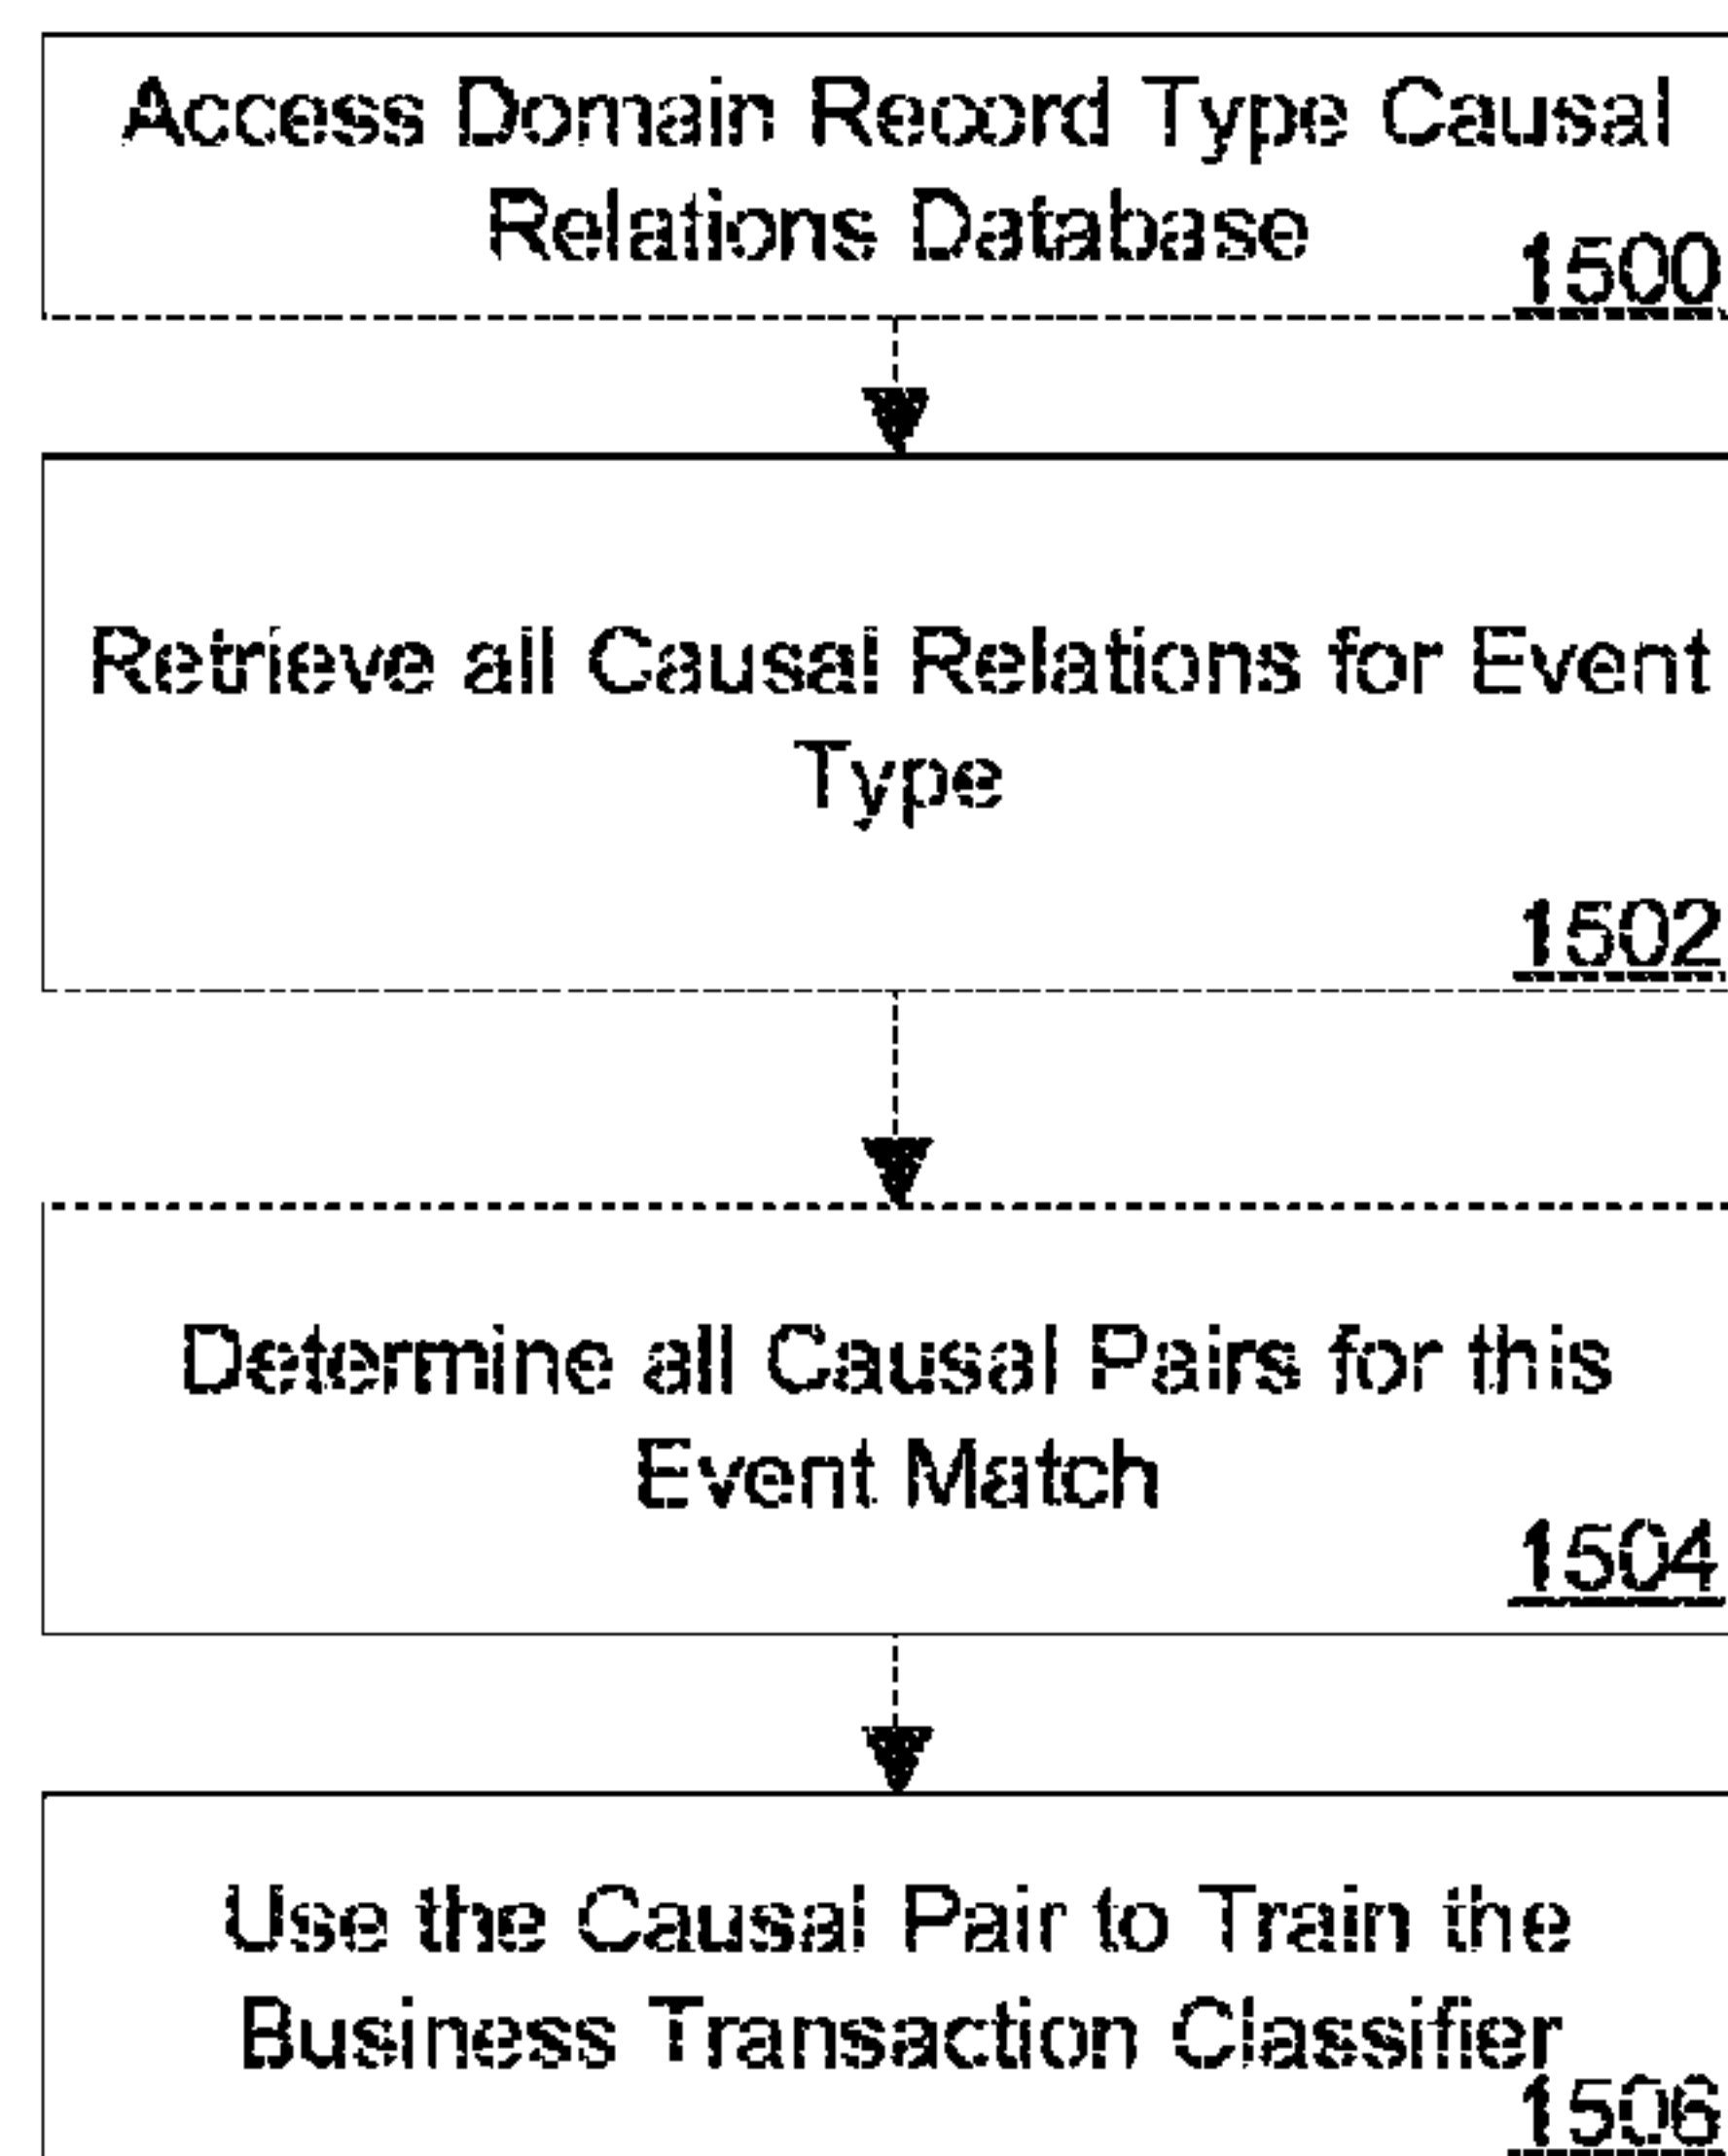 Access Domain Record Type Causal
Relations Database
1500
Retrieve all Causal Relations for Event
Type
1502
Determine all Causal Pairs for this
Event Match
1504
Use the Causal Pair to Train the
Business Transaction Classifier
1506